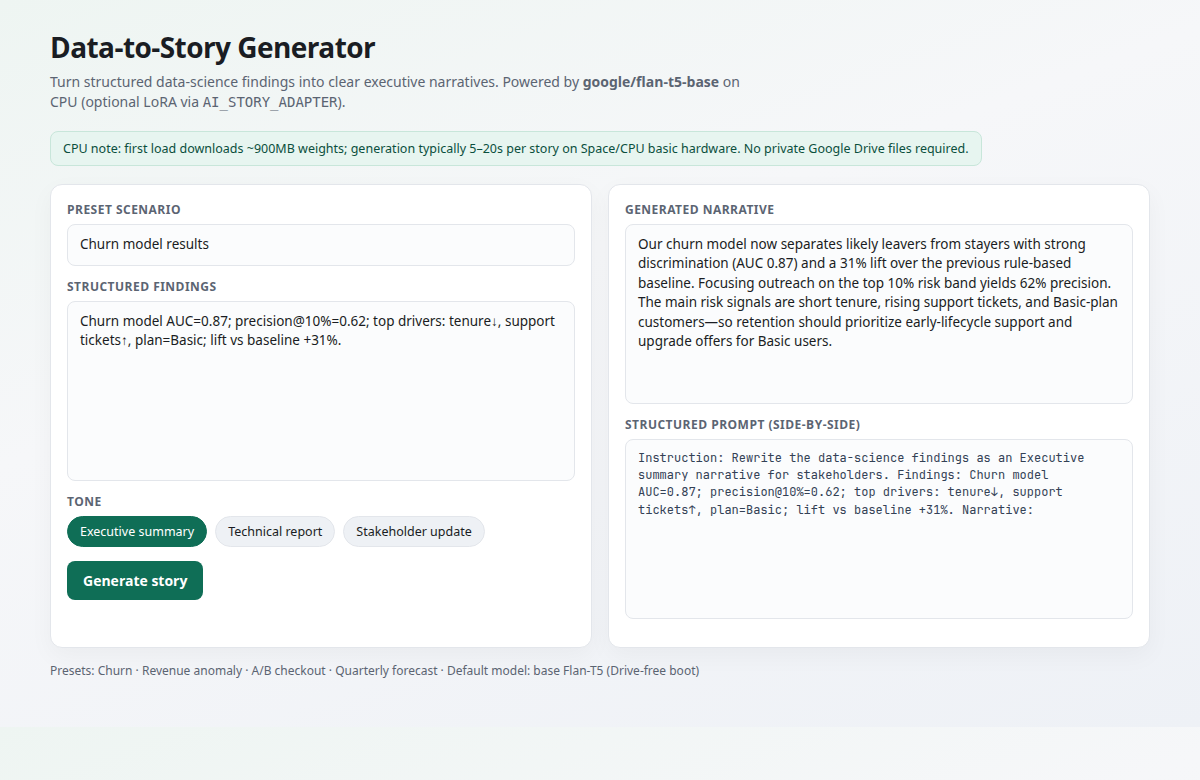 Data-to-Story Generator
Turn structured data-science findings into clear executive narratives. Powered by google/flan-t5-base on
CPU (optional LoRA via AI_STORY_ADAPTER).
CPU note: first load downloads ~900MB weights; generation typically 5–20s per story on Space/CPU basic hardware. No private Google Drive files required.
PRESET SCENARIO
Churn model results
STRUCTURED FINDINGS
Churn model AUC=0.87; precision@10%=0.62; top drivers: tenure↓, support
tickets↑, plan=Basic; lift vs baseline +31%.
TONE
Executive summary
Technical report
Stakeholder update
Generate story
GENERATED NARRATIVE
Our churn model now separates likely leavers from stayers with strong
discrimination (AUC 0.87) and a 31% lift over the previous rule-based
baseline. Focusing outreach on the top 10% risk band yields 62% precision.
The main risk signals are short tenure, rising support tickets, and Basic-plan
customers—so retention should prioritize early-lifecycle support and
upgrade offers for Basic users.
STRUCTURED PROMPT (SIDE-BY-SIDE)
Instruction: Rewrite the data-science findings as an Executive
summary narrative for stakeholders. Findings: Churn model
AUC=0.87; precision@10%=0.62; top drivers: tenure↓, support
tickets↑, plan=Basic; lift vs baseline +31%. Narrative:
Presets: Churn · Revenue anomaly · A/B checkout · Quarterly forecast · Default model: base Flan-T5 (Drive-free boot)